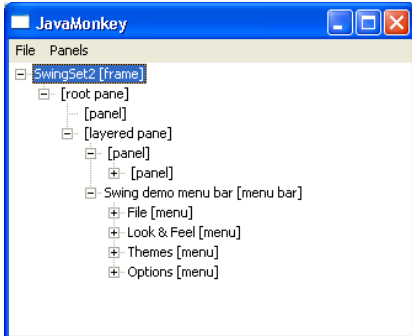 JavaMonkey
File Panels
SwingSet2 [frame]
[root pane]
[panel]
[layered pane]
[panel]
[panel]
Swing demo menu bar [menu bar]
File [menu]
Look & Feel [menu]
Themes [menu]
Options [menu]